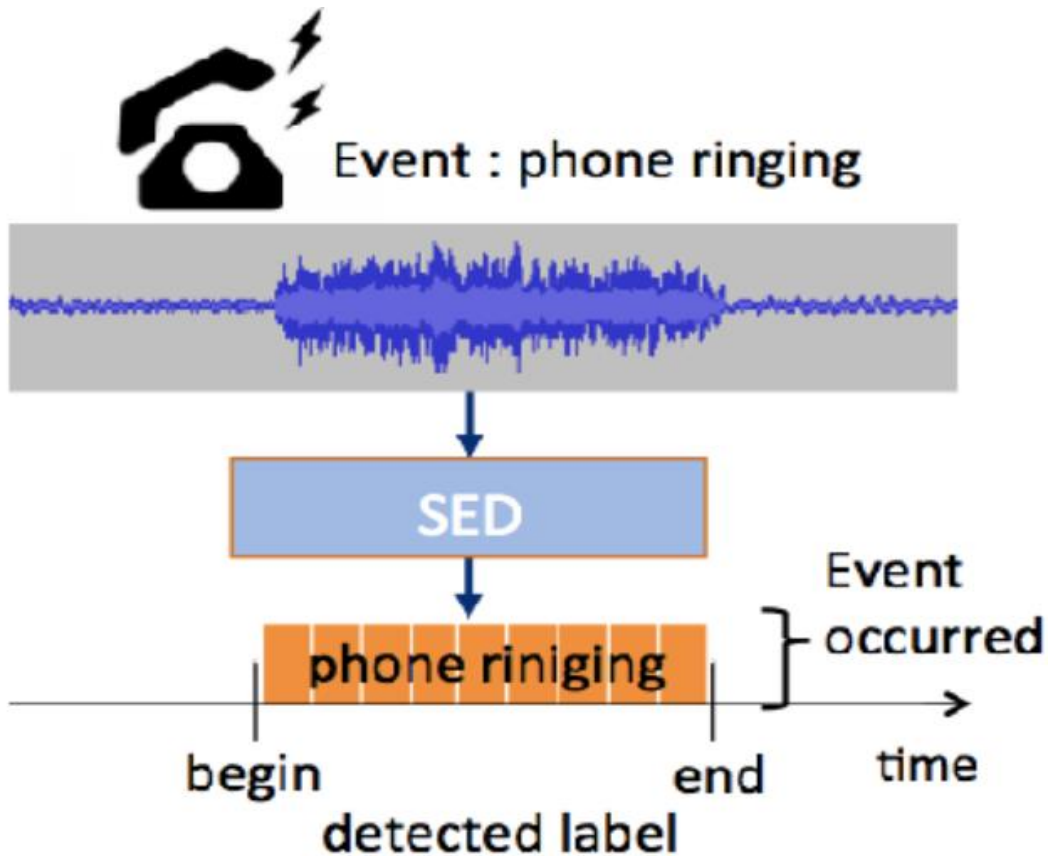 Event : phone ringing
SED
Event
occurred
phone riniging
begin
end
time
detected label